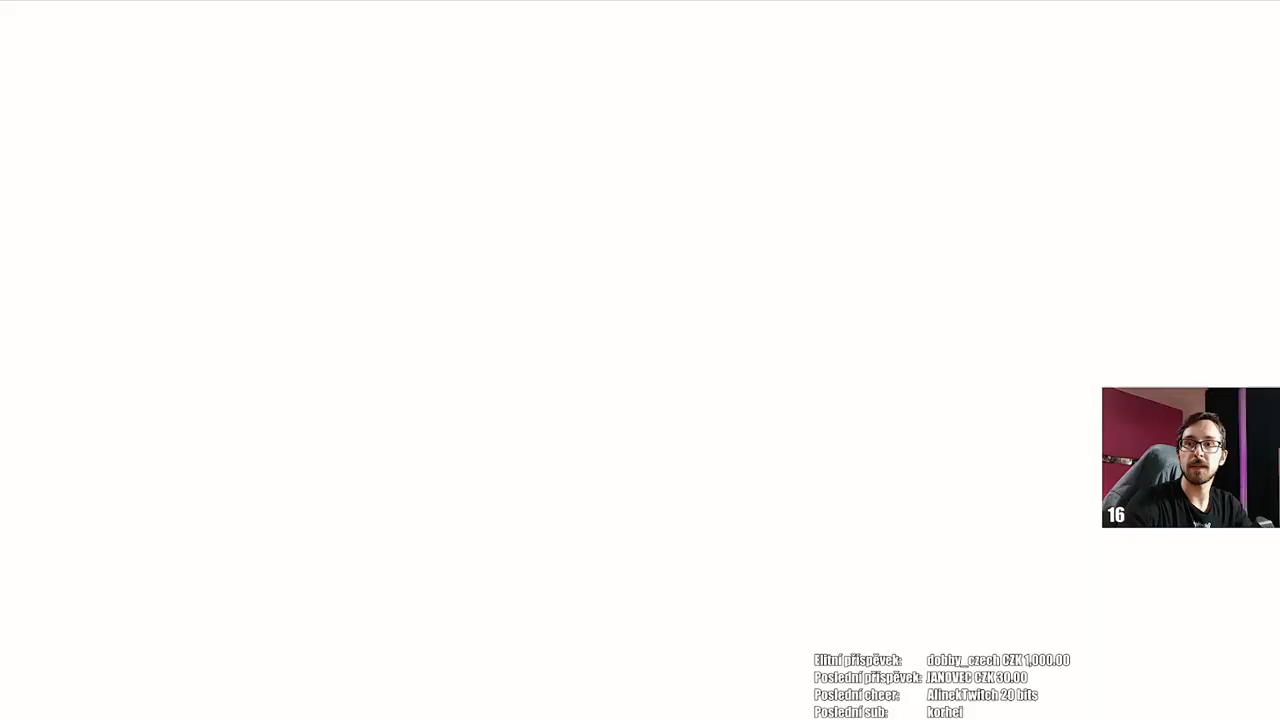 16
Elitní příspěvek: dobby_czech CZK 1,000.00
Poslední příspěvek: JANOVEC CZK 30.00
Poslední cheer: AlinekTwitch 20 bits
Poslední sub: korhei